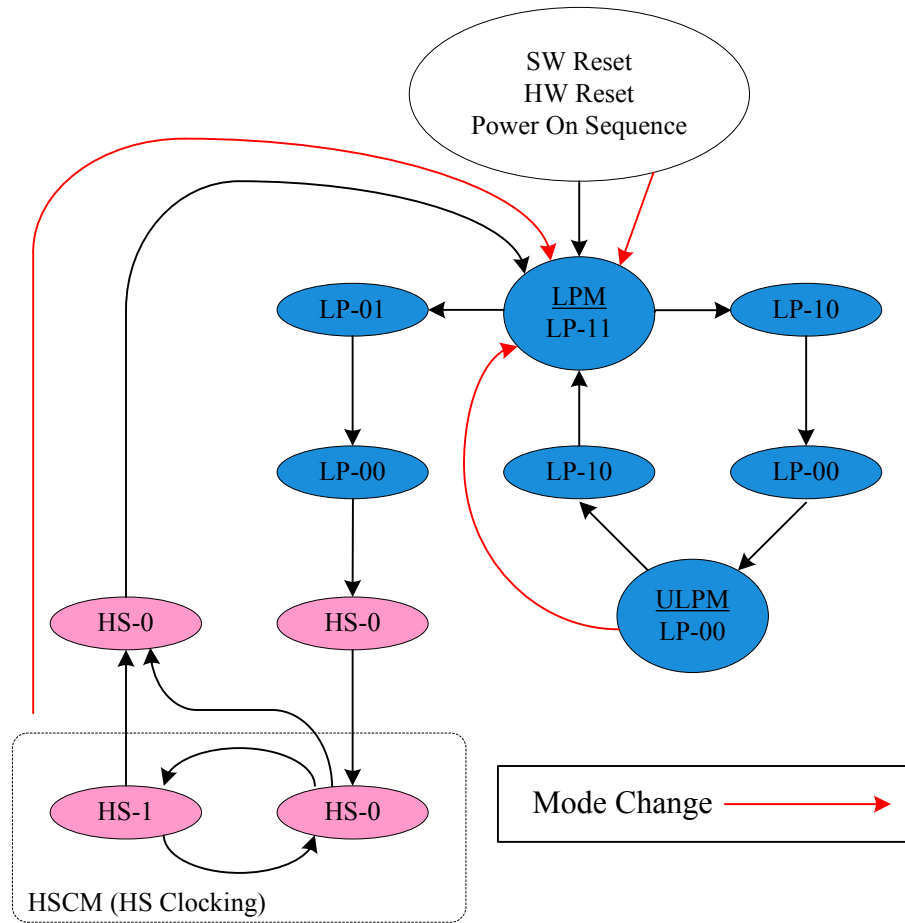 SW Reset
HW Reset
Power On Sequence
LP-01
LPM
LP-11
LP-10
LP-00
LP-10
LP-00
HS-0
HS-0
ULPM
LP-00
HS-1
HS-0
Mode Change
HSCM (HS Clocking)